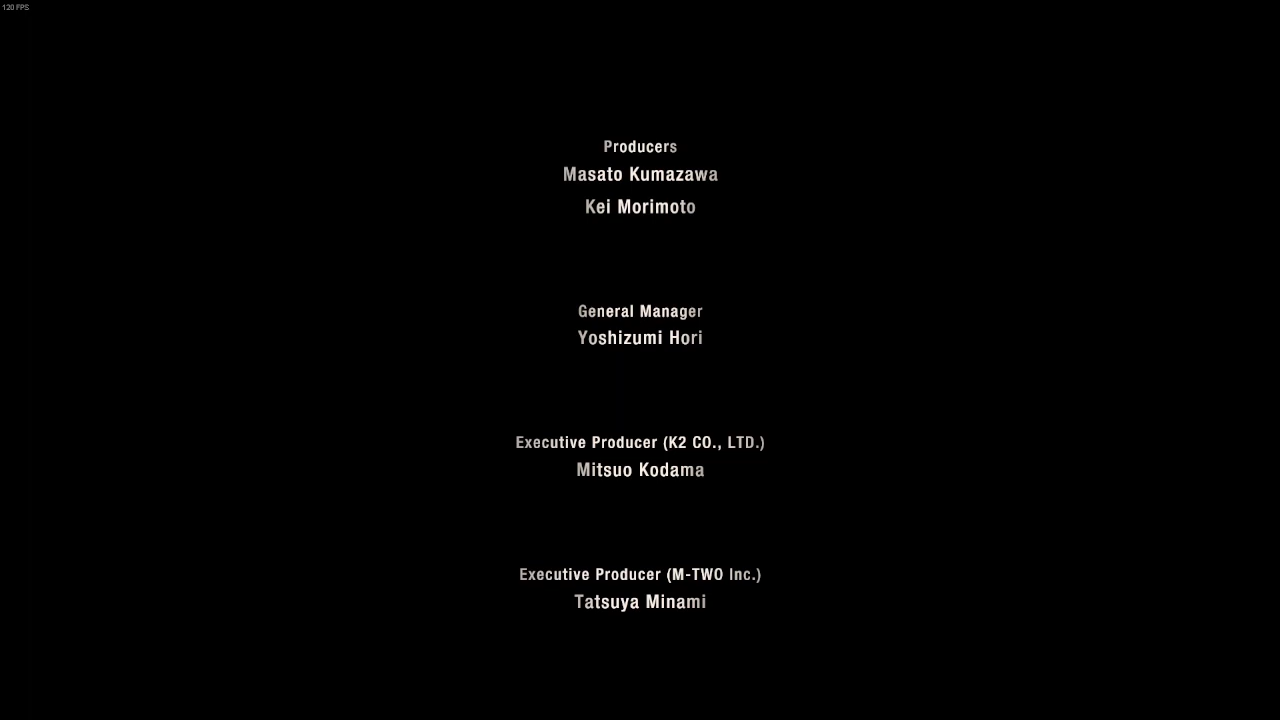 120 FPS
Producers
Masato Kumazawa
Kei Morimoto
General Manager
Yoshizumi Hori
Executive Producer (K2 CO., LTD.)
Mitsuo Kodama
Executive Producer (M-TWO Inc.)
Tatsuya Minami